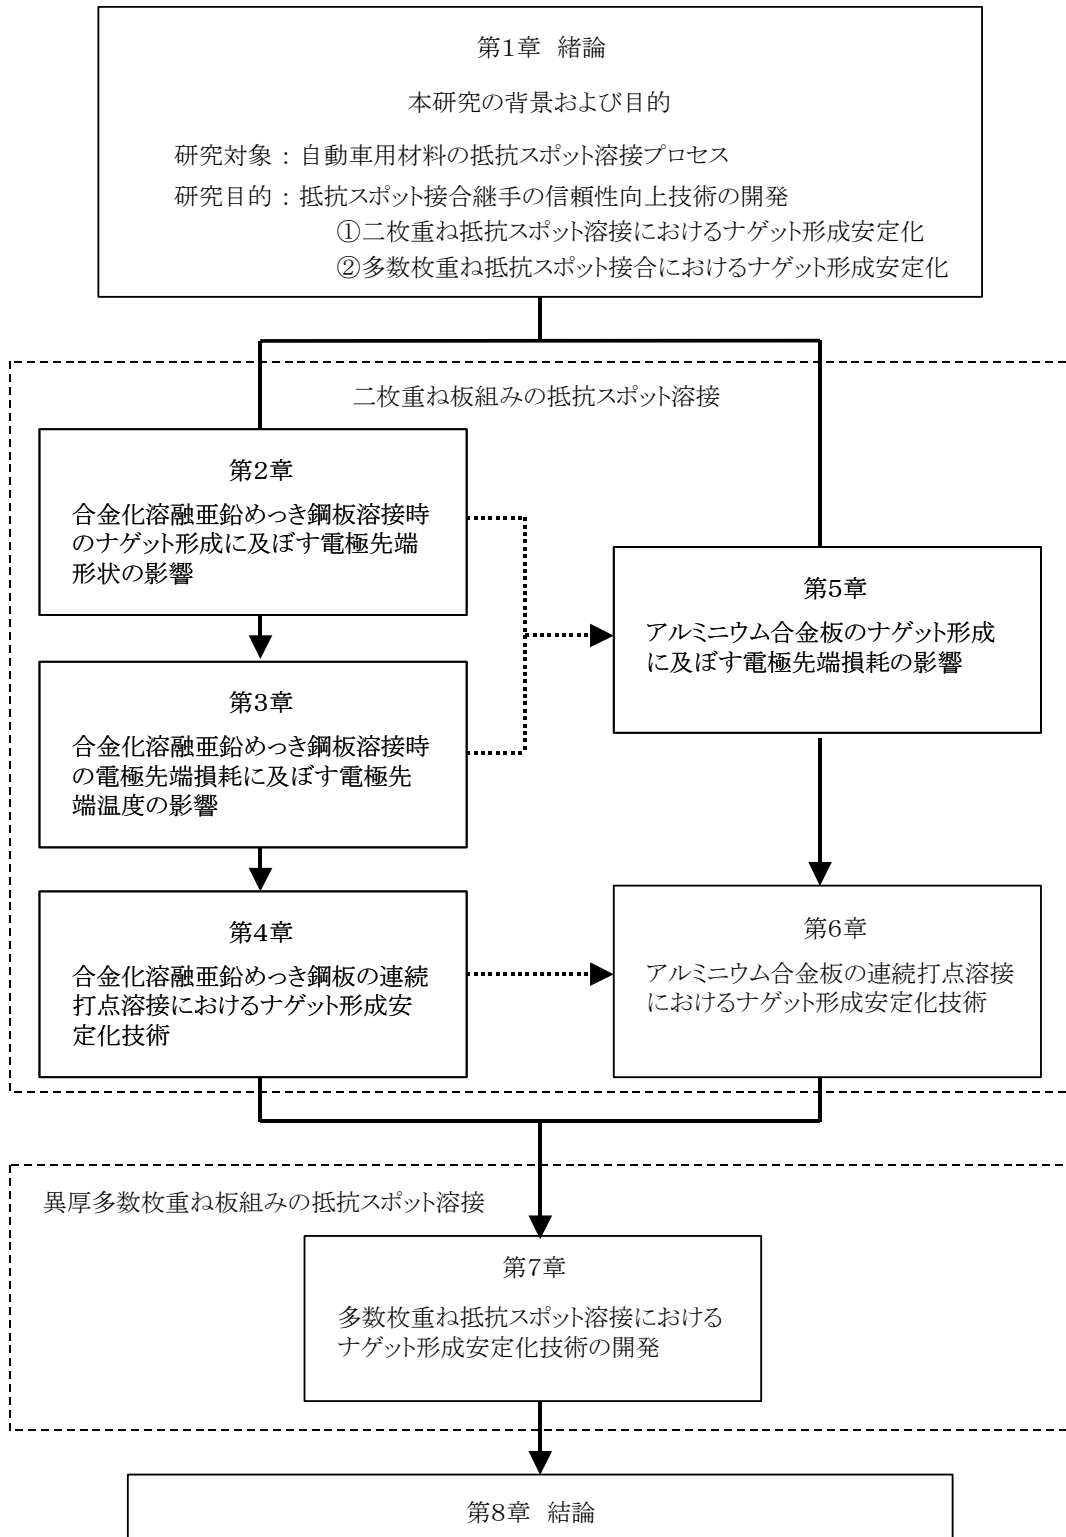 第1章 緒論
本研究の背景および目的
研究対象 : 自動車用材料の抵抗スポット溶接プロセス
研究目的 : 抵抗スポット接合継手の信頼性向上技術の開発
①二枚重ね抵抗スポット溶接におけるナゲット形成安定化
②多数枚重ね抵抗スポット接合におけるナゲット形成安定化
二枚重ね板組みの抵抗スポット溶接
第2章
合金化溶融亜鉛めっき鋼板溶接時
のナゲット形成に及ぼす電極先端
形状の影響
第3章
合金化溶融亜鉛めっき鋼板溶接時
の電極先端損耗に及ぼす電極先
端温度の影響
第4章
合金化溶融亜鉛めっき鋼板の連続
打点溶接におけるナゲット形成安
定化技術
第5章
アルミニウム合金板のナゲット形成
に及ぼす電極先端損耗の影響
第6章
アルミニウム合金板の連続打点溶接
におけるナゲット形成安定化技術
異厚多数枚重ね板組みの抵抗スポット溶接
第7章
多数枚重ね抵抗スポット溶接における
ナゲット形成安定化技術の開発
第8章 結論